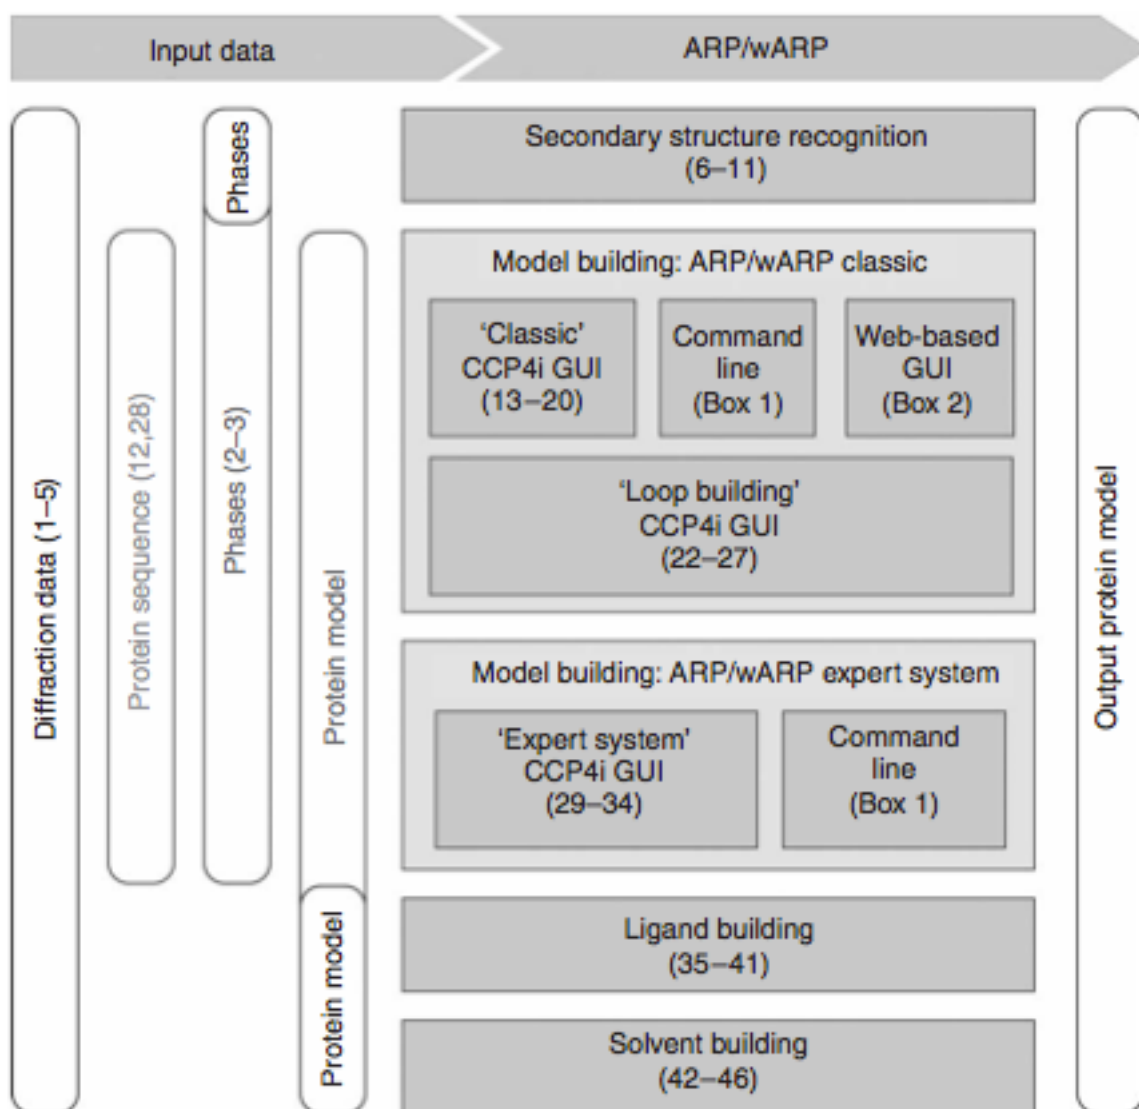 Input data
ARP/wARP
Diffraction data (1–5)
Protein sequence (12,28)
Phases
Phases (2–3)
Protein model
Protein model
Secondary structure recognition
(6–11)
Model building: ARP/wARP classic
‘Classic’
CCP4i GUI
(13–20)
Command
line
(Box 1)
Web-based
GUI
(Box 2)
‘Loop building’
CCP4i GUI
(22–27)
Model building: ARP/wARP expert system
‘Expert system’
CCP4i GUI
(29–34)
Command
line
(Box 1)
Ligand building
(35–41)
Solvent building
(42–46)
Output protein model